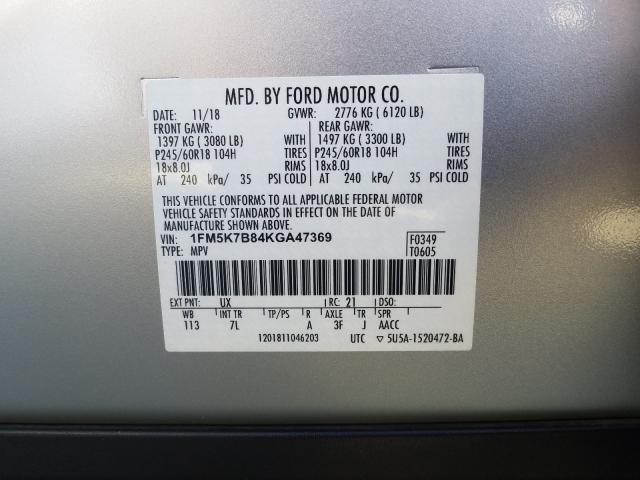 MFD. BY FORD MOTOR CO.
DATE: 11/18 GVWR: 2776 KG ( 6120 LB)
FRONT GAWR: REAR GAWR:
1397 KG ( 3080 LB) WITH 1497 KG ( 3300 LB) WITH
P245/60R18 104H TIRES P245/60R18 104H TIRES
18x8.0J RIMS 18x8.0J RIMS
AT 240 kPa/ 35 PSI COLD AT 240 kPa/ 35 PSI COLD
THIS VEHICLE CONFORMS TO ALL APPLICABLE FEDERAL MOTOR
VEHICLE SAFETY STANDARDS IN EFFECT ON THE DATE OF
MANUFACTURE SHOWN ABOVE.
VIN: 1FM5K7B84KGA47369 F0349
TYPE: MPV T0605
EXT PNT: UX RC: 21 DSO:
WB INT TR TP/PS R AXLE TR SPR
113 7L A 3F J AACC
1201811046203 UTC ▽ 5U5A-1520472-BA